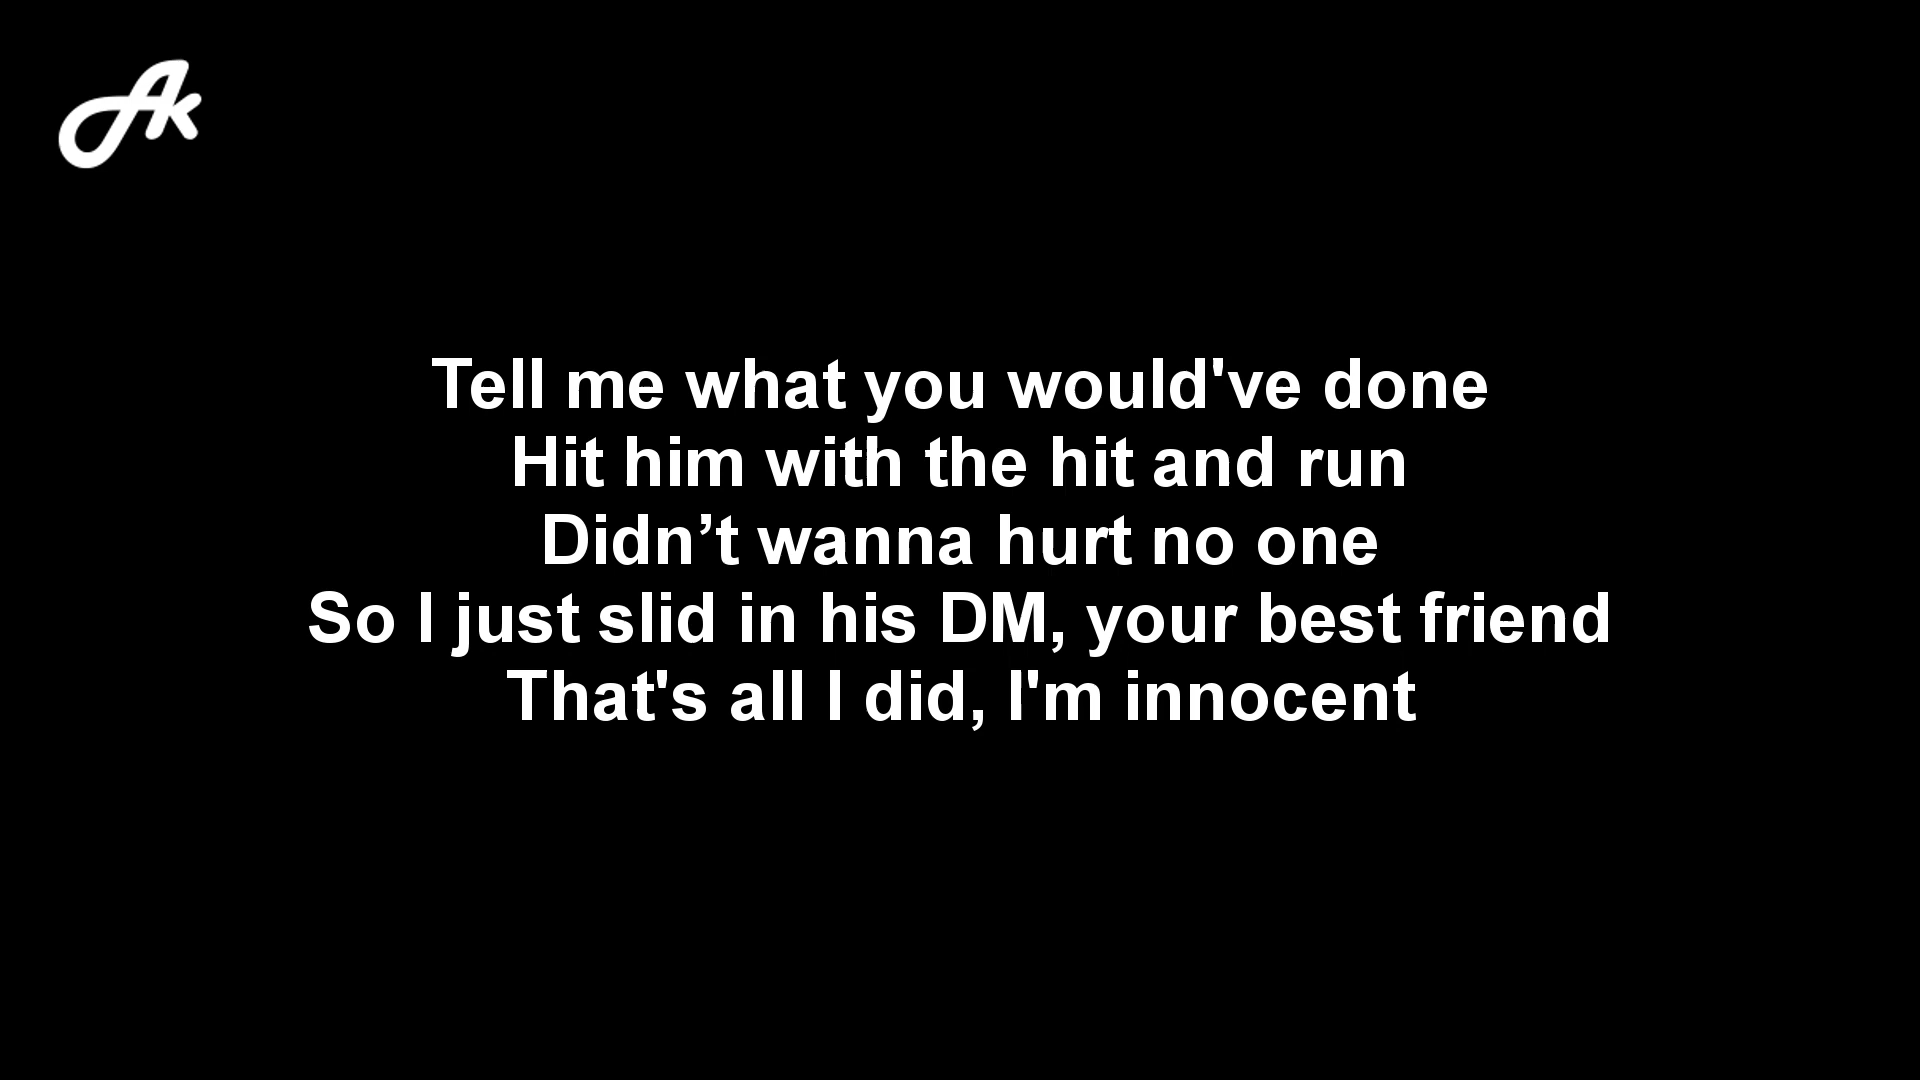 Ak
Tell me what you would've done
Hit him with the hit and run
Didn’t wanna hurt no one
So I just slid in his DM, your best friend
That's all I did, I'm innocent